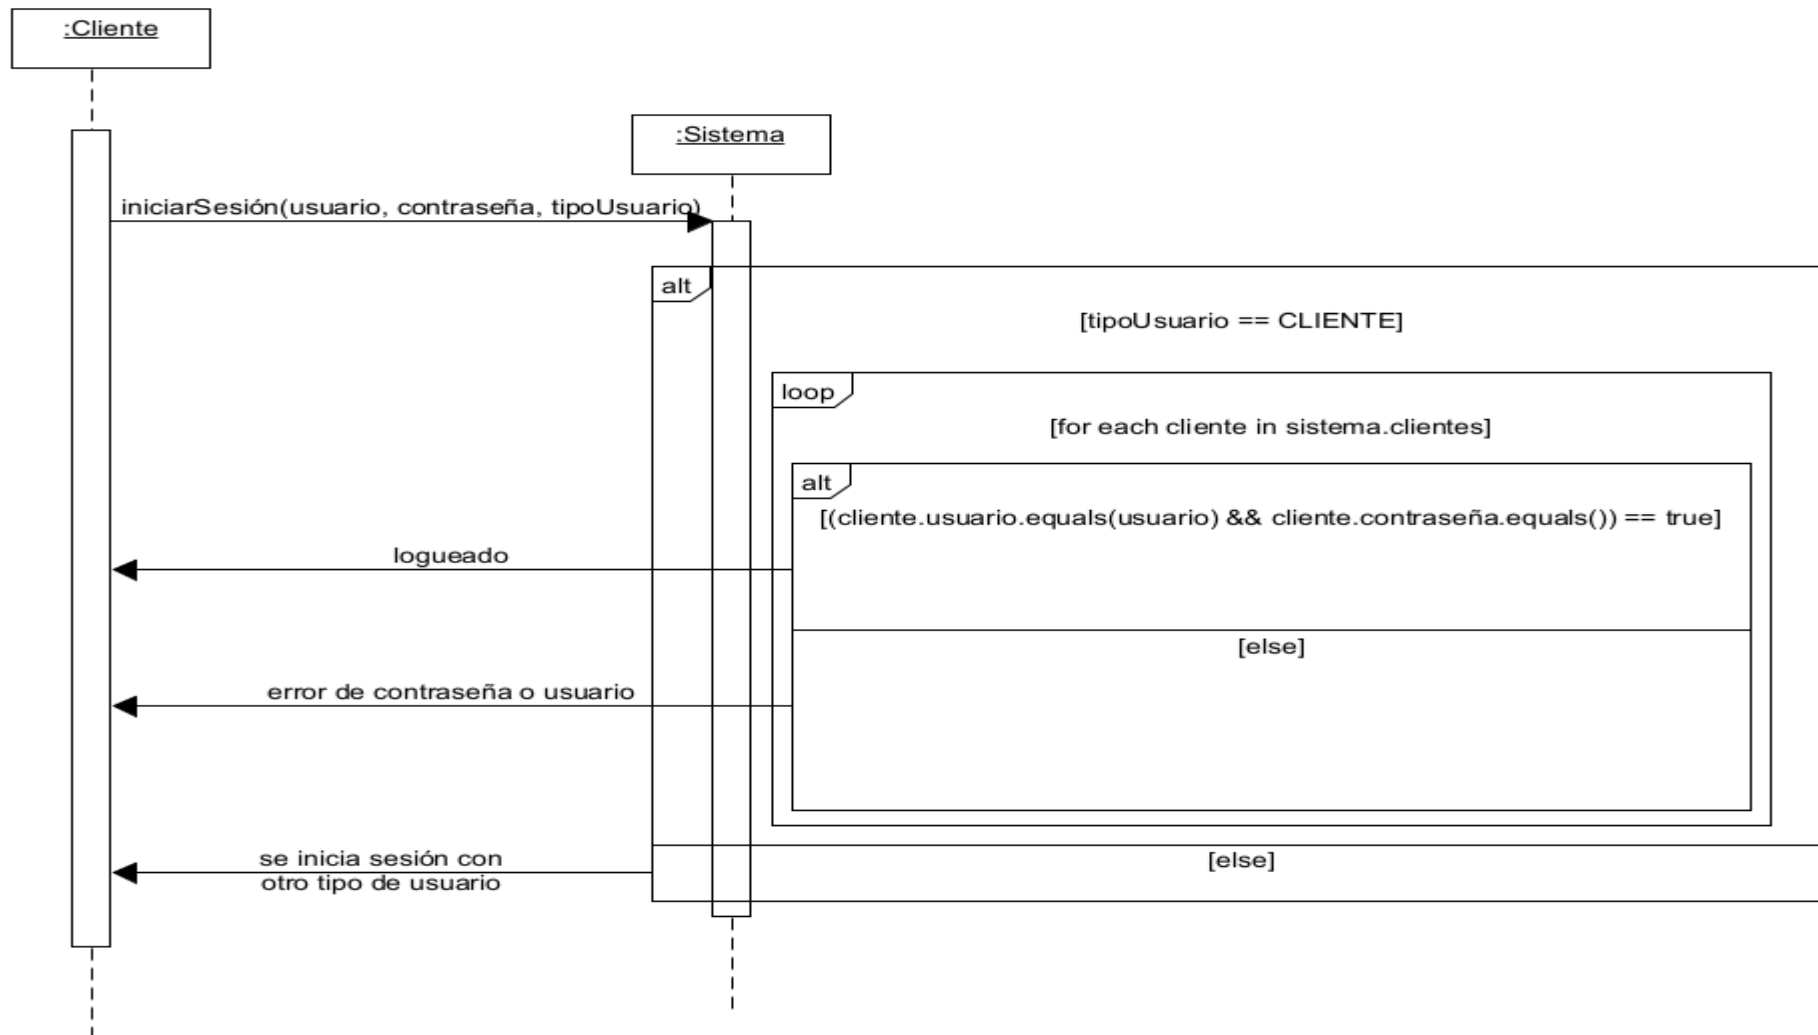 :Cliente
:Sistema
iniciarSesión(usuario, contraseña, tipoUsuario)
alt
[tipoUsuario == CLIENTE]
loop
[for each cliente in sistema.clientes]
alt
[(cliente.usuario.equals(usuario) && cliente.contraseña.equals()) == true]
logueado
[else]
error de contraseña o usuario
[else]
se inicia sesión con
otro tipo de usuario